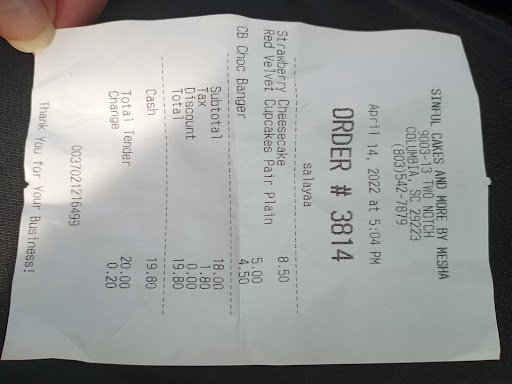 SINFUL CAKES AND MORE BY MESHA
9003-13 TWO NOTCH
COLUMBIA, SC 29223
(803)542-7879
April 14, 2022 at 5:04 PM
ORDER # 3814
salayaa
Strawberry Cheesecake 8.50
Red Velvet Cupcakes Pair Plain 5.00
CB Choc Banger 4.50
Subtotal 18.00
Tax 1.80
Discount 0.00
Total 19.80
Cash 19.80
Total Tender 20.00
Change 0.20
0037021216499
Thank You for Your Business!